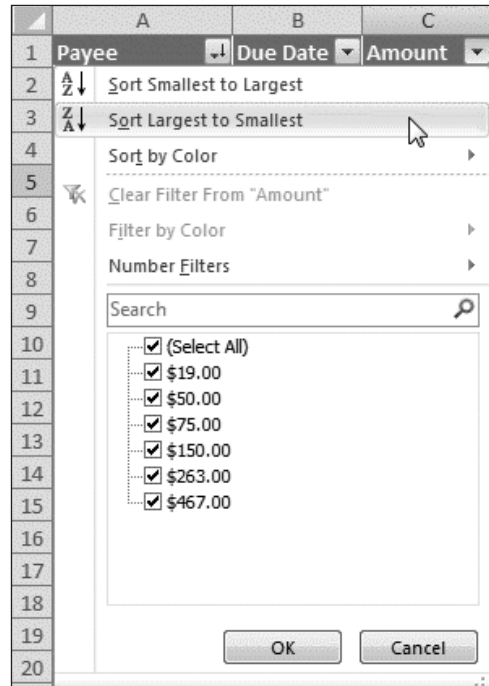 A B C
1 Payee Due Date Amount
2 Sort Smallest to Largest
3 Sort Largest to Smallest
4 Sort by Color
5 Clear Filter From "Amount"
6 Filter by Color
7 Number Filters
8
9 Search
10 (Select All)
11 $19.00
12 $50.00
13 $75.00
14 $150.00
15 $263.00
$467.00
16
17
18
19 OK Cancel
20